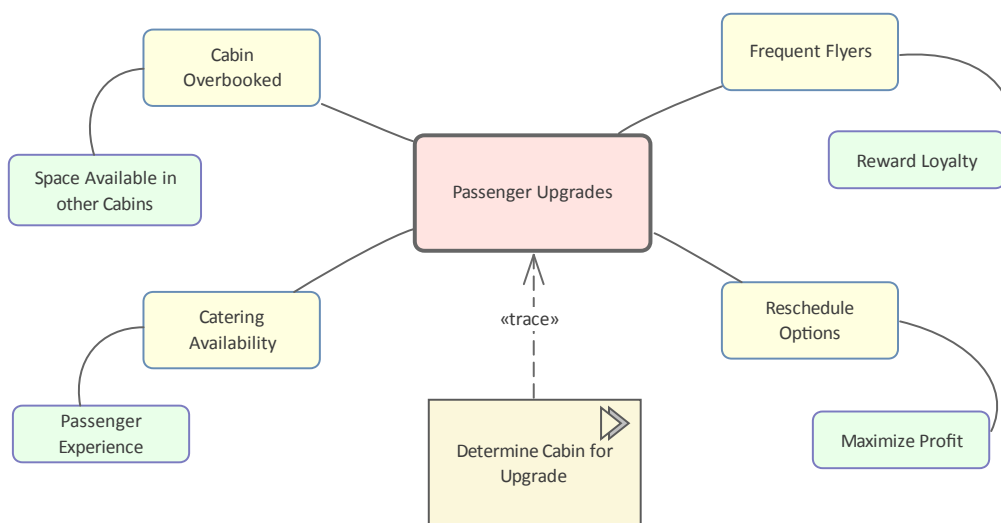 Cabin
Overbooked
Frequent Flyers
Space Available in
other Cabins
Reward Loyalty
Passenger Upgrades
Catering
Availability
Reschedule
Options
«trace»
Passenger
Experience
Determine Cabin for
Upgrade
Maximize Profit